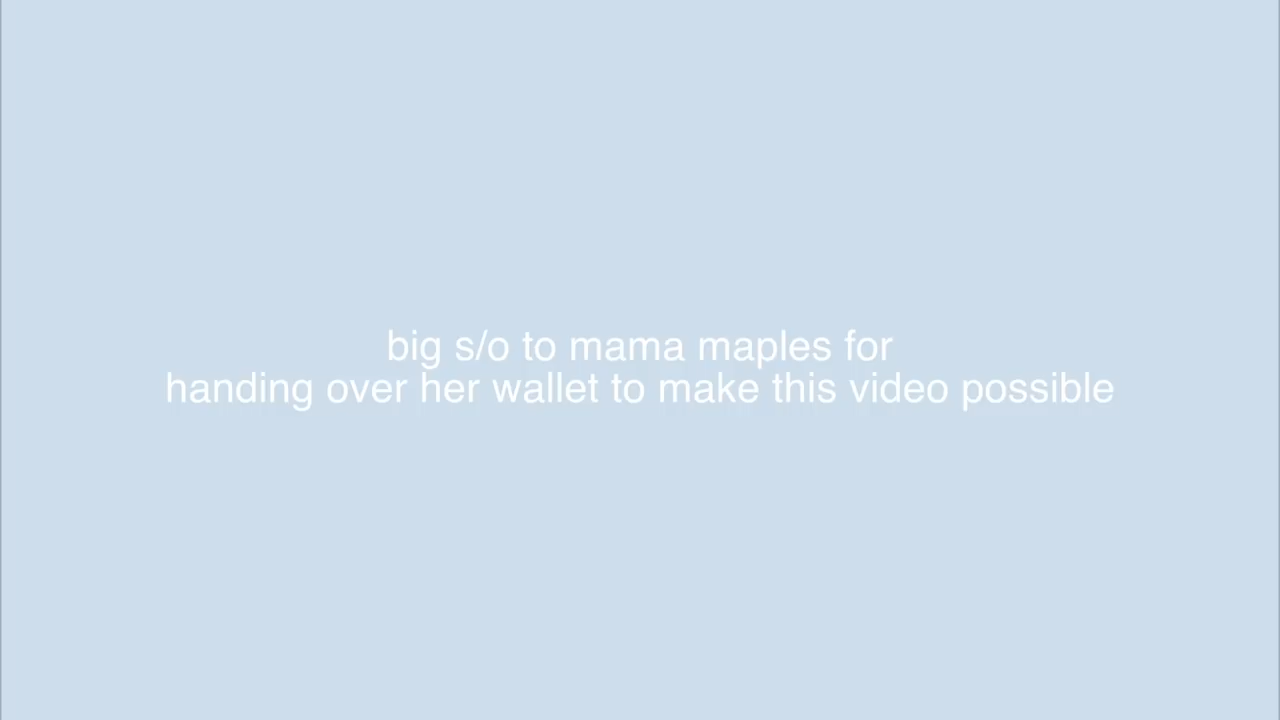 big s/o to mama maples for
handing over her wallet to make this video possible